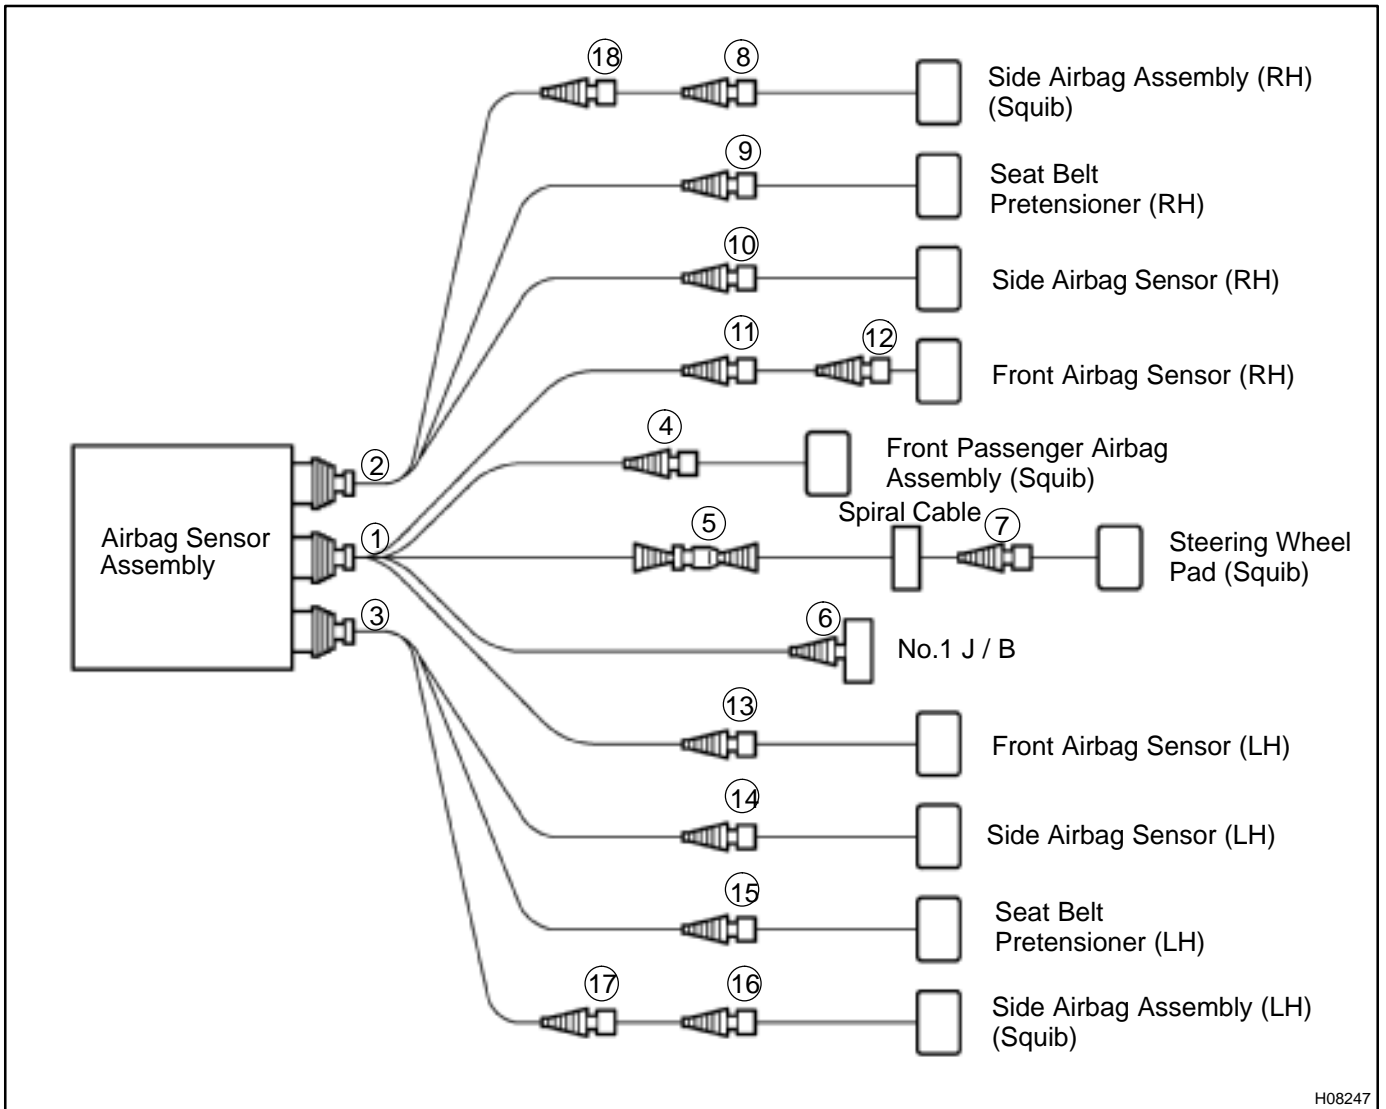 18
8
Side Airbag Assembly (RH)
(Squib)
9
Seat Belt
Pretensioner (RH)
10
Side Airbag Sensor (RH)
11
12
Front Airbag Sensor (RH)
4
Front Passenger Airbag
Assembly (Squib)
2
Spiral Cable
5
7
1
Airbag Sensor
Assembly
Steering Wheel
Pad (Squib)
3
6
No.1 J / B
13
Front Airbag Sensor (LH)
14
Side Airbag Sensor (LH)
15
Seat Belt
Pretensioner (LH)
17
16
Side Airbag Assembly (LH)
(Squib)
H08247